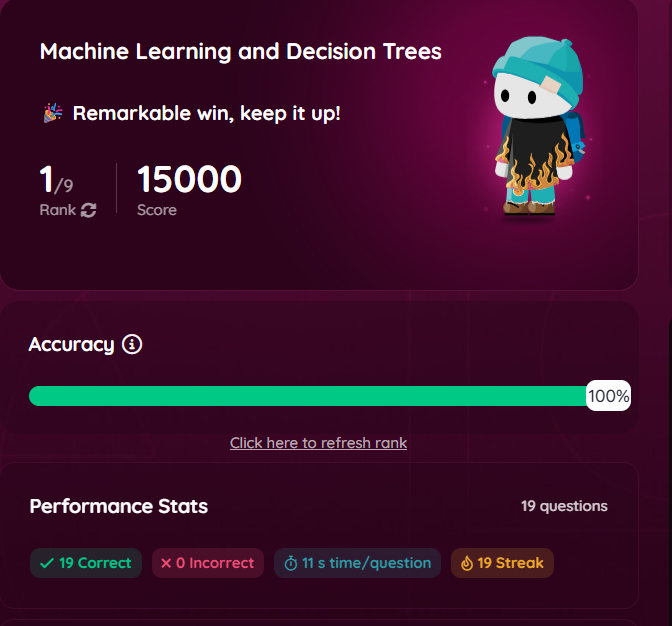 Machine Learning and Decision Trees
🎉 Remarkable win, keep it up!
1/9
15000
Rank
Score
Accuracy
100%
Click here to refresh rank
Performance Stats
19 questions
19 Correct
0 Incorrect
11 s time/question
19 Streak